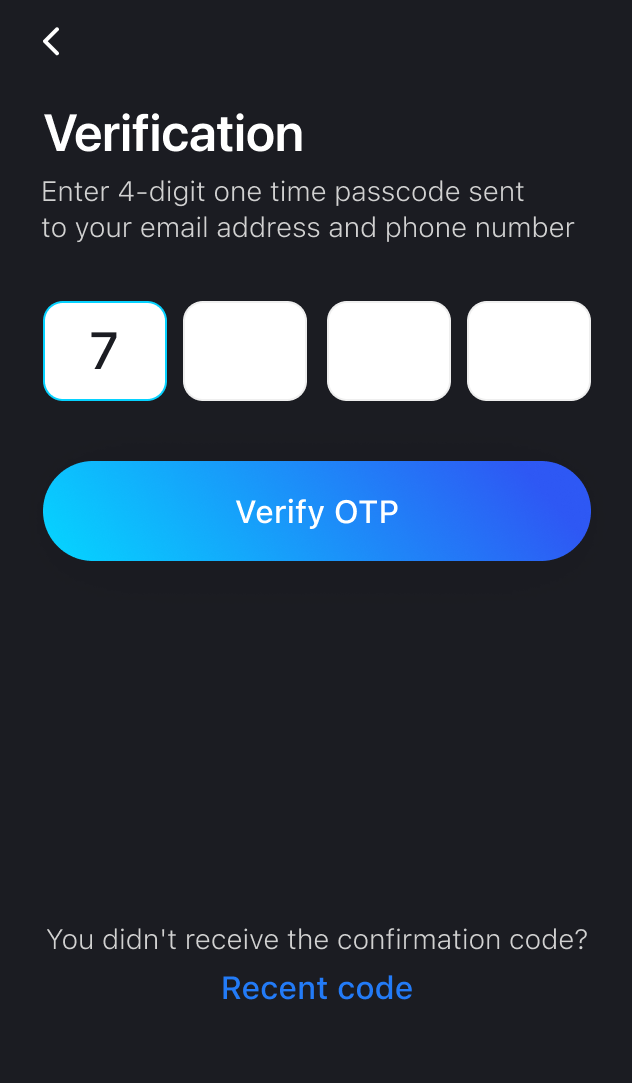 Verification
Enter 4-digit one time passcode sent
to your email address and phone number
7
Verify OTP
You didn't receive the confirmation code?
Recent code